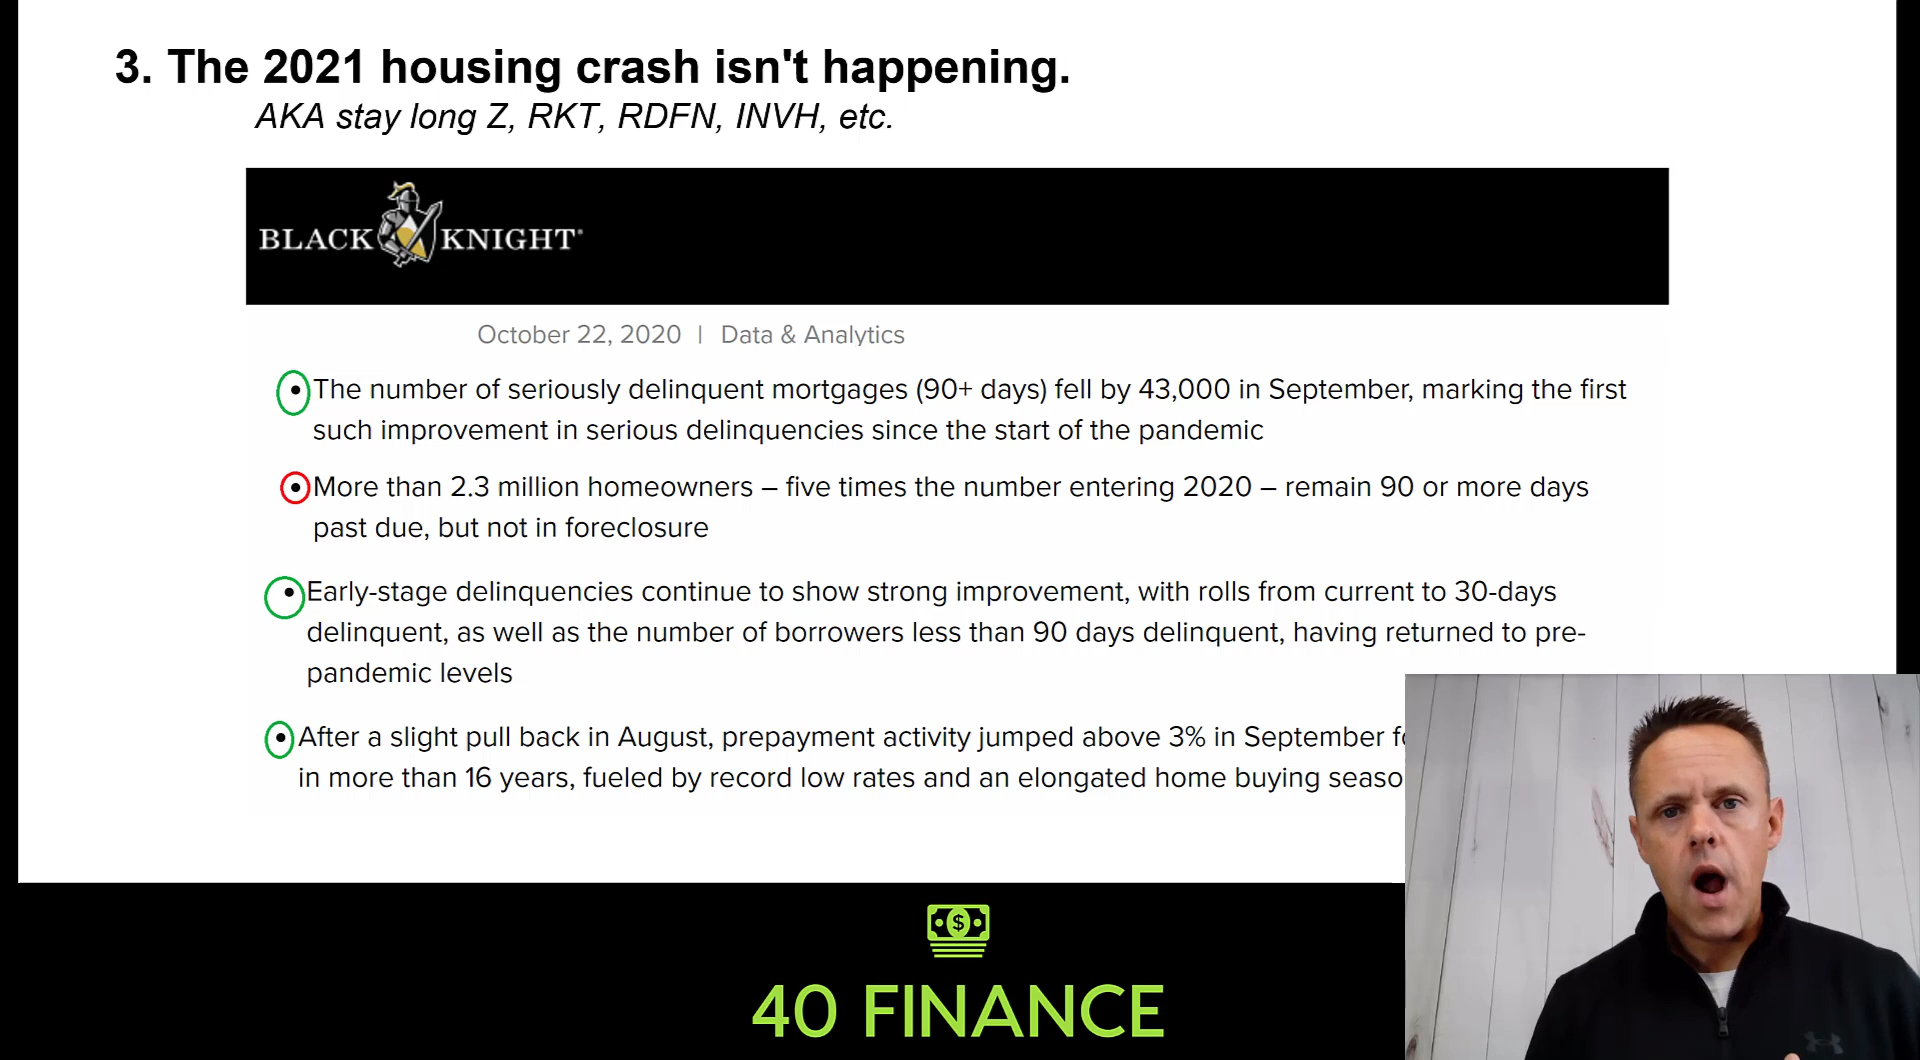 3. The 2021 housing crash isn't happening.
AKA stay long Z, RKT, RDFN, INVH, etc.
BLACK KNIGHT
October 22, 2020 | Data & Analytics
• The number of seriously delinquent mortgages (90+ days) fell by 43,000 in September, marking the first
such improvement in serious delinquencies since the start of the pandemic
• More than 2.3 million homeowners – five times the number entering 2020 – remain 90 or more days
past due, but not in foreclosure
• Early-stage delinquencies continue to show strong improvement, with rolls from current to 30-days
delinquent, as well as the number of borrowers less than 90 days delinquent, having returned to pre-
pandemic levels
• After a slight pull back in August, prepayment activity jumped above 3% in September
in more than 16 years, fueled by record low rates and an elongated home buying
$
40 FINANCE